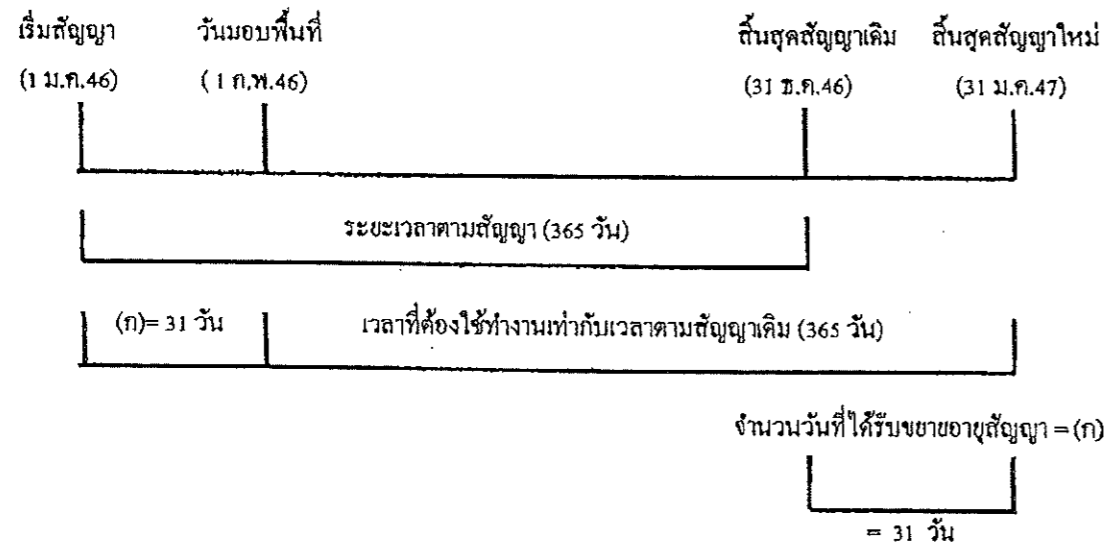 เริ่มสัญญา วันมอบพื้นที่ สิ้นสุดสัญญาเดิม สิ้นสุดสัญญาใหม่
(1 ม.ค.46) ( 1 ก.พ.46) (31 ธ.ค.46) (31 ม.ค.47)
ระยะเวลาตามสัญญา (365 วัน)
(ก)= 31 วัน เวลาที่ต้องใช้ทำงานเท่ากับเวลาตามสัญญาเดิม (365 วัน)
จำนวนวันที่ได้รับขยายอายุสัญญา = (ก)
= 31 วัน